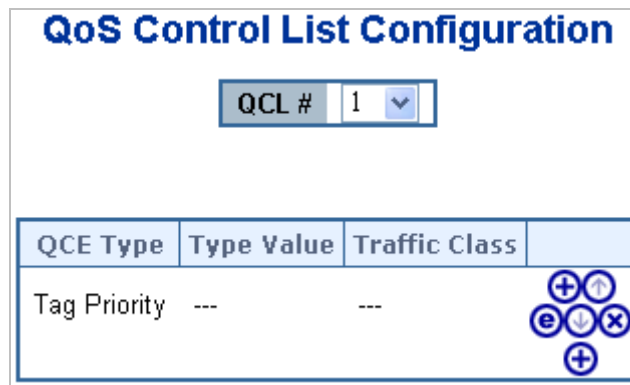 QoS Control List Configuration
QCL # 1
QCE Type Type Value Traffic Class
Tag Priority --- ---
e